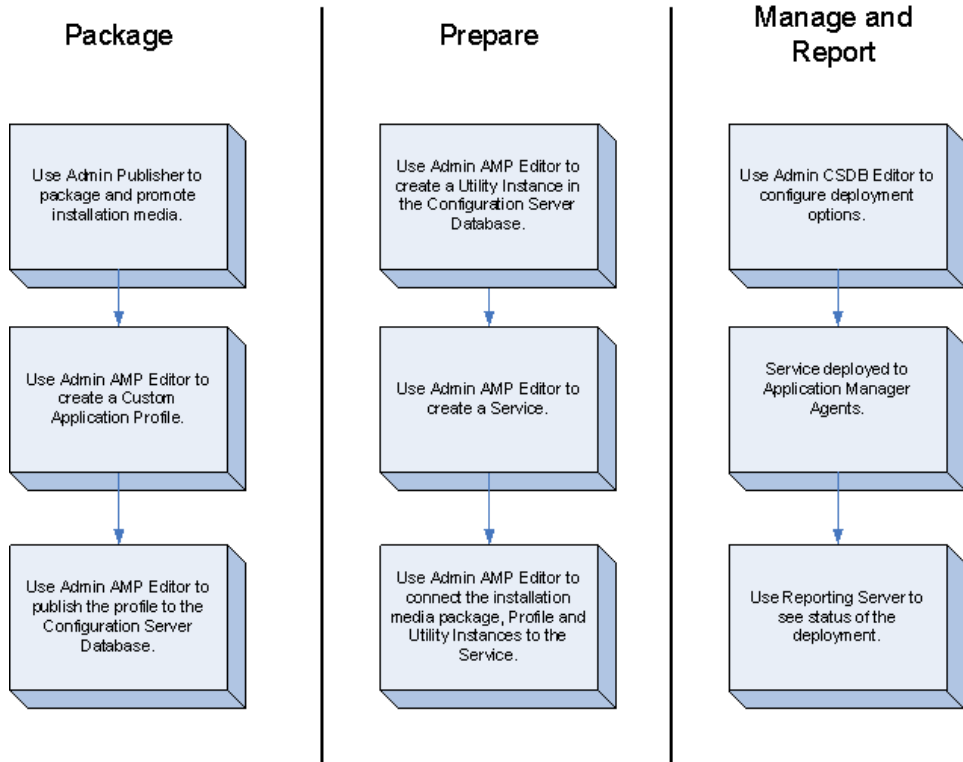 Package
Use Admin Publisher to
package and promote
installation media.
Use Admin AMP Editor to
create a Custom
Application Profile.
Use Admin AMP Editor to
publish the profile to the
Configuration Server
Database.
Prepare
Use Admin AMP Editor to
create a Utility Instance in
the Configuration Server
Database.
Use Admin AMP Editor to
create a Service.
Use Admin AMP Editor to
connect the installation
media package, Profile and
Utility Instances to the
Service.
Manage and
Report
Use Admin CSDB Editor to
configure deployment
options.
Service deployed to
Application Manager
Agents.
Use Reporting Server to
see status of the
deployment.